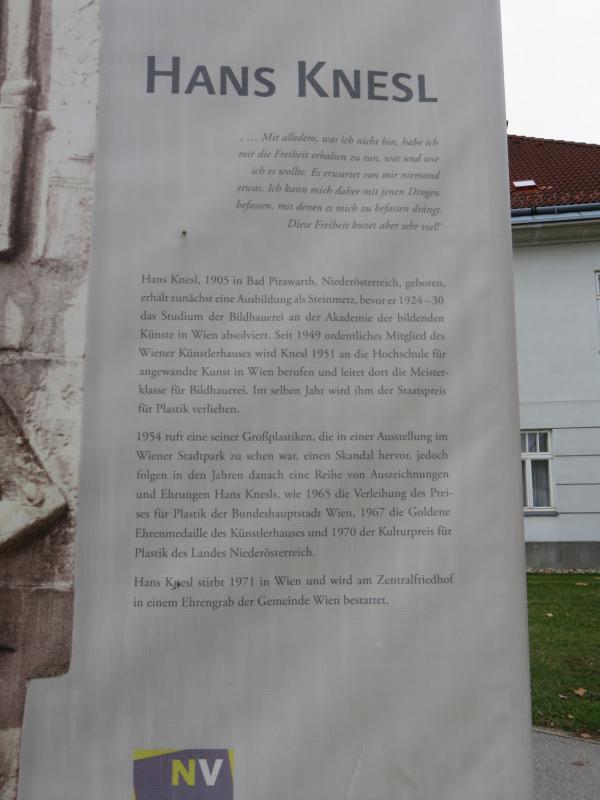 HANS KNESL
‚ … Mit alledem, was ich nicht bin, habe ich
mir die Freiheit erhalten zu tun, was und wie
ich es wollte. Es erwartet von mir niemand
etwas. Ich kann mich daher mit jenen Dingen
befassen, mit denen es mich zu befassen drängt.
Diese Freiheit kostet aber sehr viel!‘
Hans Knesl, 1905 in Bad Pirawarth, Niederösterreich, geboren,
erhält zunächst eine Ausbildung als Steinmetz, bevor er 1924–30
das Studium der Bildhauerei an der Akademie der bildenden
Künste in Wien absolviert. Seit 1949 ordentliches Mitglied des
Wiener Künstlerhauses wird Knesl 1951 an die Hochschule für
angewandte Kunst in Wien berufen und leitet dort die Meister-
klasse für Bildhauerei. Im selben Jahr wird ihm der Staatspreis
für Plastik verliehen.
1954 ruft eine seiner Großplastiken, die in einer Ausstellung im
Wiener Stadtpark zu sehen war, einen Skandal hervor, jedoch
folgen in den Jahren danach eine Reihe von Auszeichnungen
und Ehrungen Hans Knesls, wie 1965 die Verleihung des Prei-
ses für Plastik der Bundeshauptstadt Wien, 1967 die Goldene
Ehrenmedaille des Künstlerhauses und 1970 der Kulturpreis für
Plastik des Landes Niederösterreich.
Hans Knesl stirbt 1971 in Wien und wird am Zentralfriedhof
in einem Ehrengrab der Gemeinde Wien bestattet.
NV